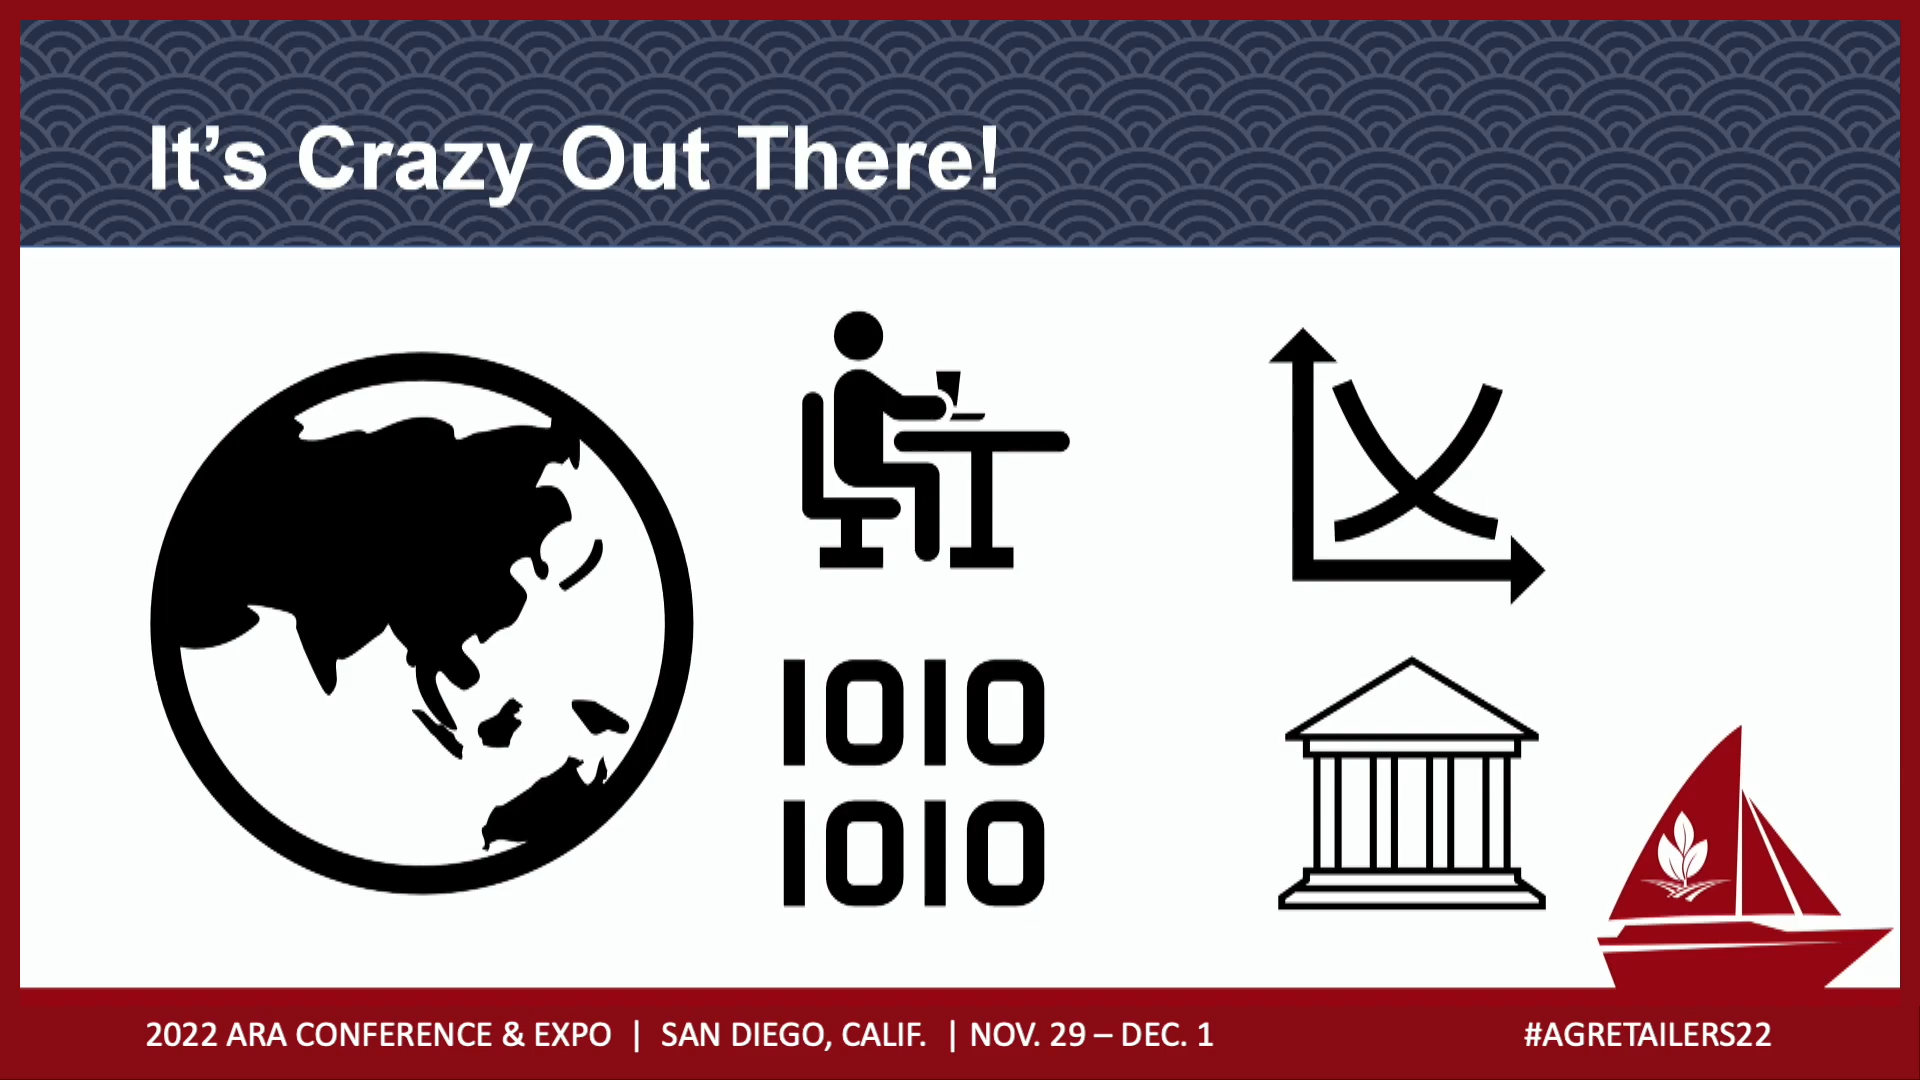 It’s Crazy Out There!
1010
1010
2022 ARA CONFERENCE & EXPO | SAN DIEGO, CALIF. | NOV. 29 – DEC. 1
#AGRETAILERS22